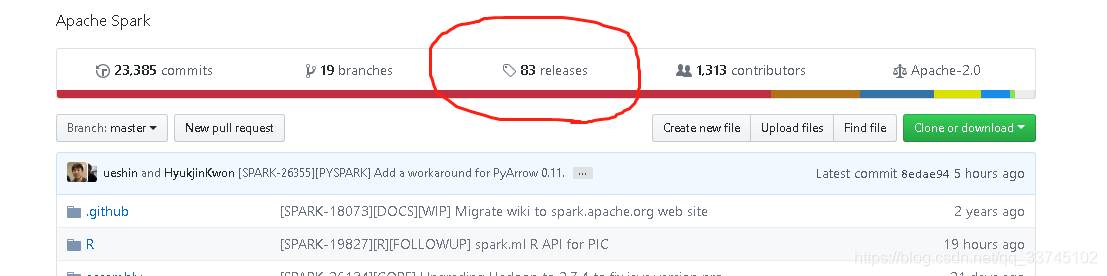 Apache Spark
23,385 commits 19 branches 83 releases 1,313 contributors Apache-2.0
Branch: master New pull request Create new file Upload files Find file Clone or download
ueshin and HyukjinKwon [SPARK-26355][PYSPARK] Add a workaround for PyArrow 0.11. ... Latest commit 8edae94 5 hours ago
.github [SPARK-18073][DOCS][WIP] Migrate wiki to spark.apache.org web site 2 years ago
R [SPARK-19827][R][FOLLOWUP] spark.ml R API for PIC 19 hours ago
https://blog.csdn.net/qq_33745102